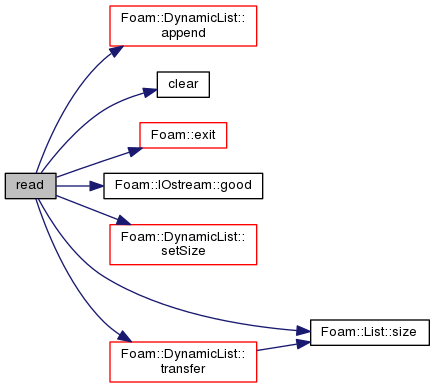 Foam::DynamicList::
append
clear
Foam::exit
read
Foam::IOstream::good
Foam::DynamicList::
setSize
Foam::List::size
Foam::DynamicList::
transfer